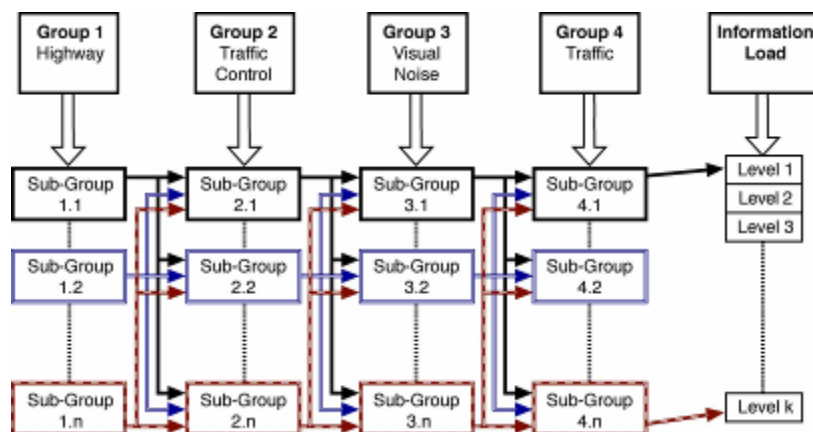 Group 1
Highway
Group 2
Traffic
Control
Group 3
Visual
Noise
Group 4
Traffic
Information
Load
Sub-Group
1.1
Sub-Group
2.1
Sub-Group
3.1
Sub-Group
4.1
Level 1
Level 2
Level 3
Sub-Group
1.2
Sub-Group
2.2
Sub-Group
3.2
Sub-Group
4.2
Sub-Group
1.n
Sub-Group
2.n
Sub-Group
3.n
Sub-Group
4.n
Level k